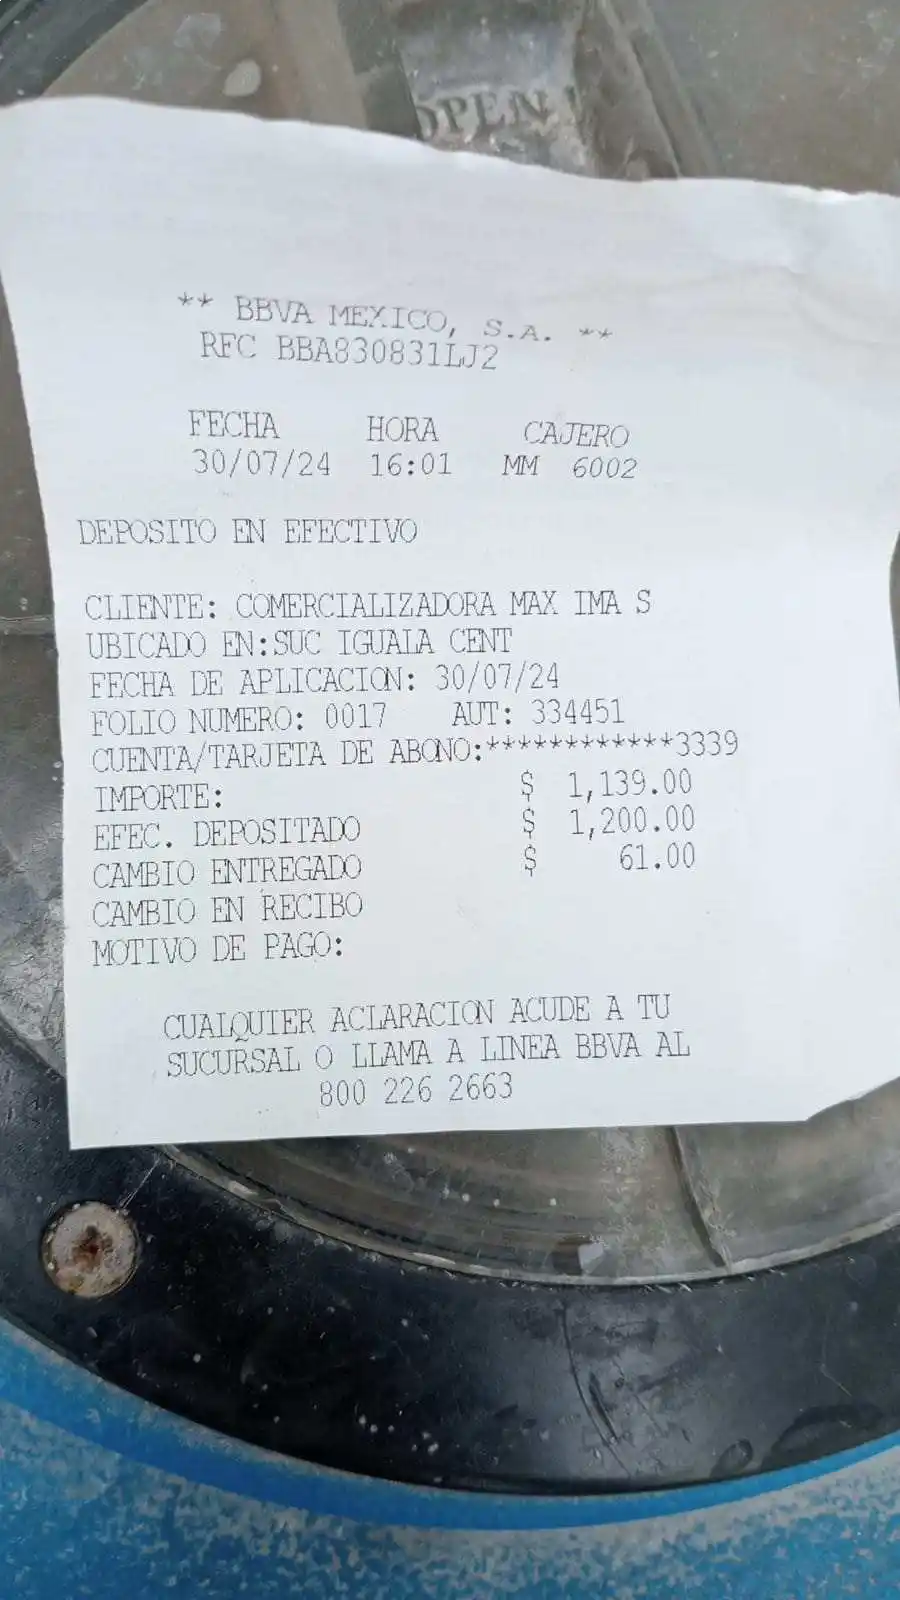 OPEN
** BBVA MEXICO, S.A. **
RFC BBA830831LJ2
FECHA HORA CAJERO
30/07/24 16:01 MM 6002
DEPOSITO EN EFECTIVO
CLIENTE: COMERCIALIZADORA MAX IMA S
UBICADO EN:SUC IGUALA CENT
FECHA DE APLICACION: 30/07/24
FOLIO NUMERO: 0017 AUT: 334451
CUENTA/TARJETA DE ABONO:************3339
IMPORTE: $ 1,139.00
EFEC. DEPOSITADO $ 1,200.00
CAMBIO ENTREGADO $ 61.00
CAMBIO EN RECIBO
MOTIVO DE PAGO:
CUALQUIER ACLARACION ACUDE A TU
SUCURSAL O LLAMA A LINEA BBVA AL
800 226 2663